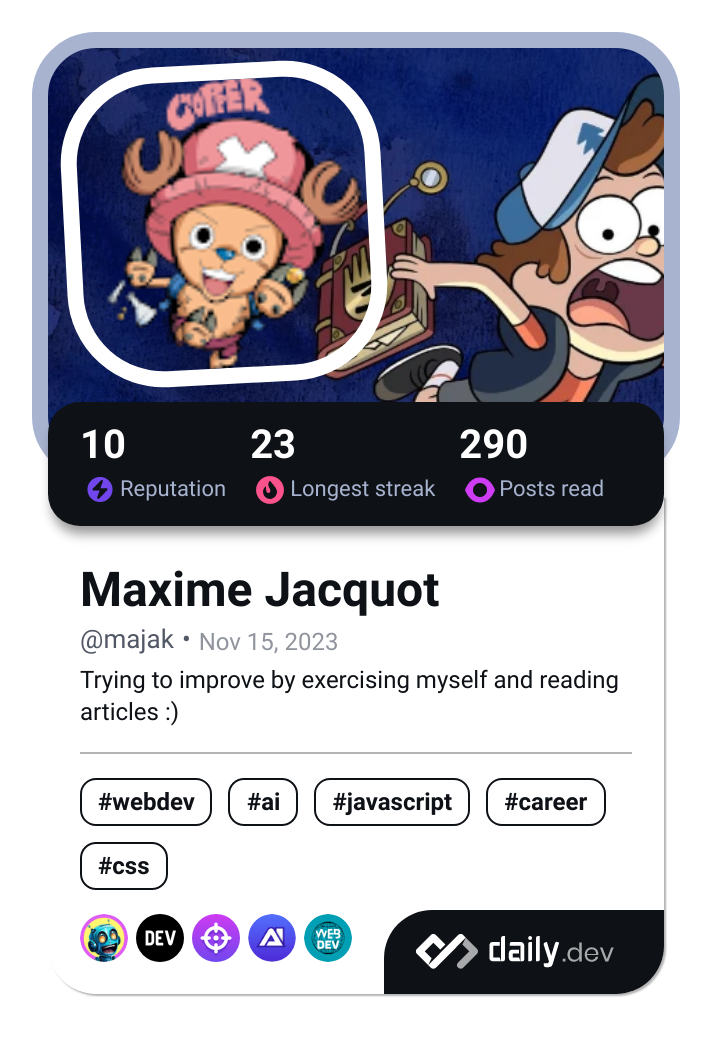 CHOPPER
10 23 290
Reputation Longest streak Posts read
Maxime Jacquot
@majak • Nov 15, 2023
Trying to improve by exercising myself and reading
articles :)
#webdev #ai #javascript #career
#css
DEV WEB
DEV
daily.dev